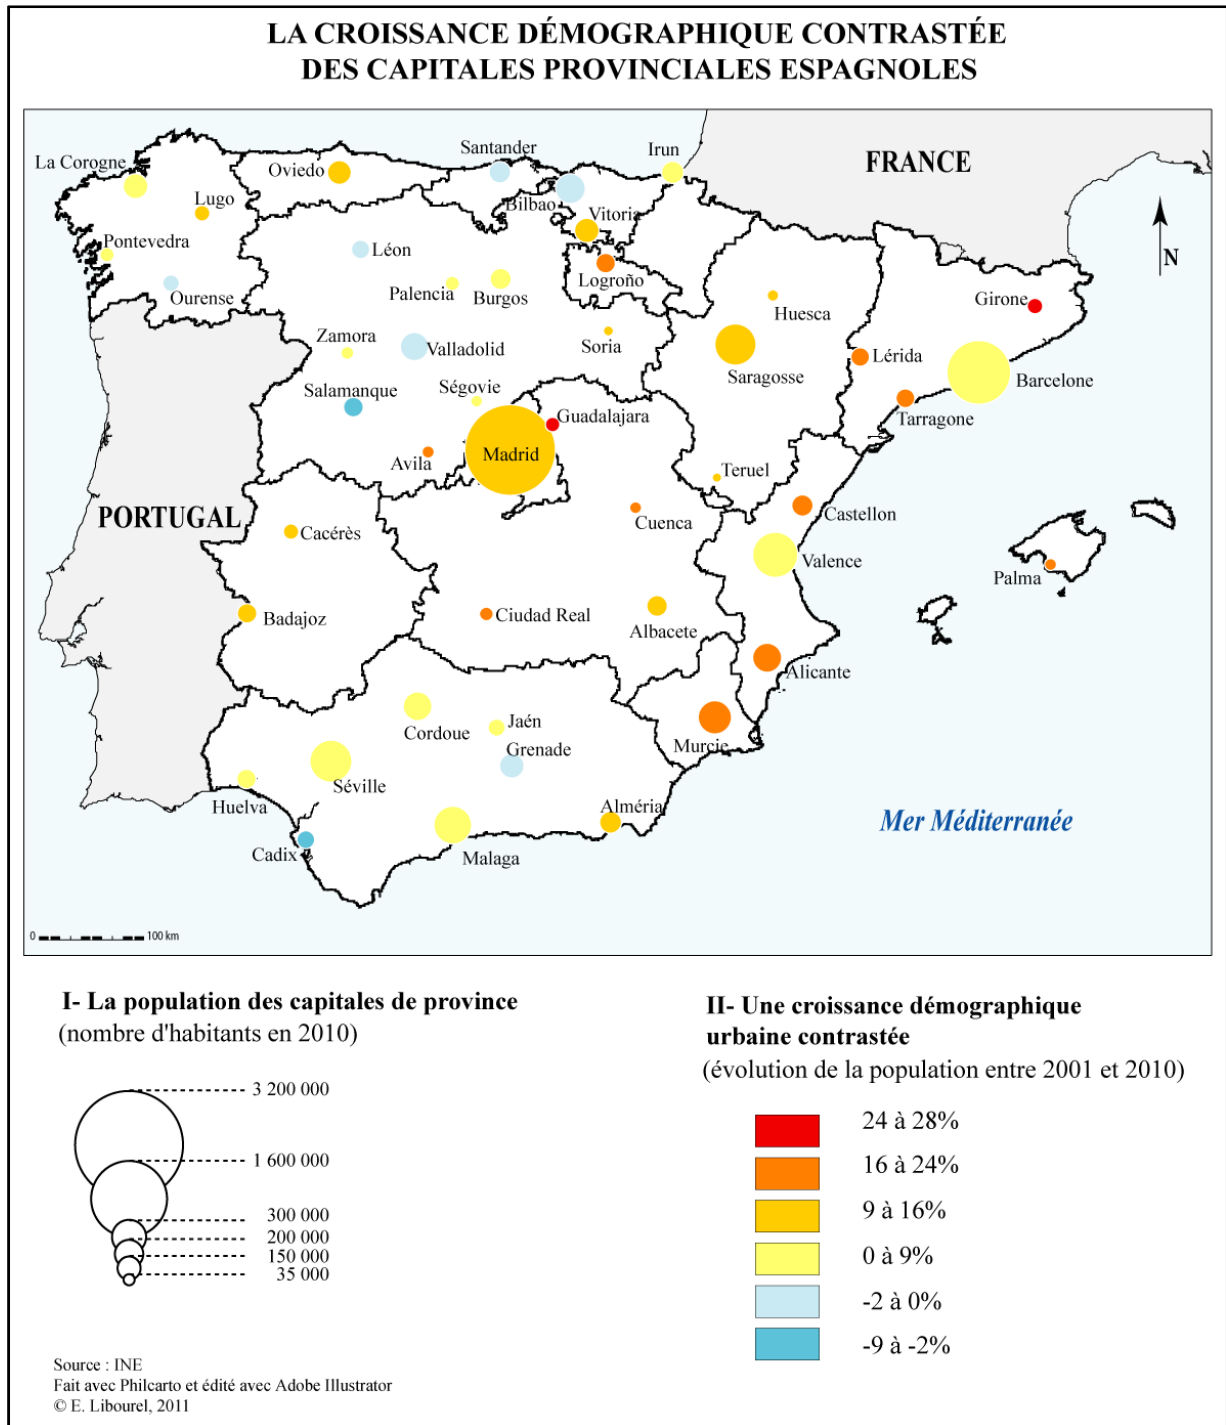 LA CROISSANCE DÉMOGRAPHIQUE CONTRASTÉE
DES CAPITALES PROVINCIALES ESPAGNOLES
La Corogne
Oviedo
Santander
Irun
FRANCE
Lugo
Bilbao
Vitoria
Pontevedra
Léon
N
Ourense
Palencia
Burgos
Logroño
Huesca
Girone
Zamora
Valladolid
Soria
Saragosse
Lérida
Barcelone
Salamanque
Ségovie
Guadalajara
Tarragone
Avila
Madrid
Teruel
PORTUGAL
Cacérès
Cuenca
Castellon
Valence
Palma
Badajoz
Ciudad Real
Albacete
Alicante
Cordoue
Jaén
Grenade
Murcie
Séville
Huelva
Alméria
Mer Méditerranée
Cadix
Malaga
0 100 km
I- La population des capitales de province
(nombre d'habitants en 2010)
3 200 000
1 600 000
300 000
200 000
150 000
35 000
II- Une croissance démographique
urbaine contrastée
(évolution de la population entre 2001 et 2010)
24 à 28%
16 à 24%
9 à 16%
0 à 9%
-2 à 0%
-9 à -2%
Source : INE
Fait avec Philcarto et édité avec Adobe Illustrator
© E. Libourel, 2011